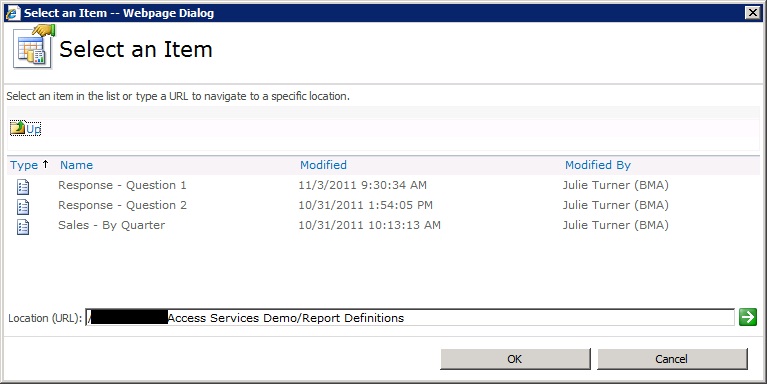 Select an Item -- Webpage Dialog
Select an Item
Select an item in the list or type a URL to navigate to a specific location.
Up
Type Name Modified Modified By
Response - Question 1 11/3/2011 9:30:34 AM Julie Turner (BMA)
Response - Question 2 10/31/2011 1:54:05 PM Julie Turner (BMA)
Sales - By Quarter 10/31/2011 10:13:13 AM Julie Turner (BMA)
Location (URL): / Access Services Demo/Report Definitions
OK Cancel